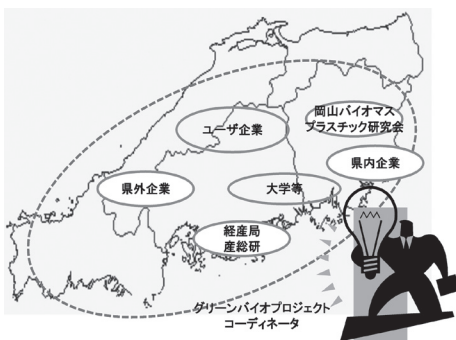 岡山バイオマス
プラスチック研究会
ユーザ企業
県内企業
県外企業
大学等
経産局
産総研
グリーンバイオプロジェクト
コーディネータ